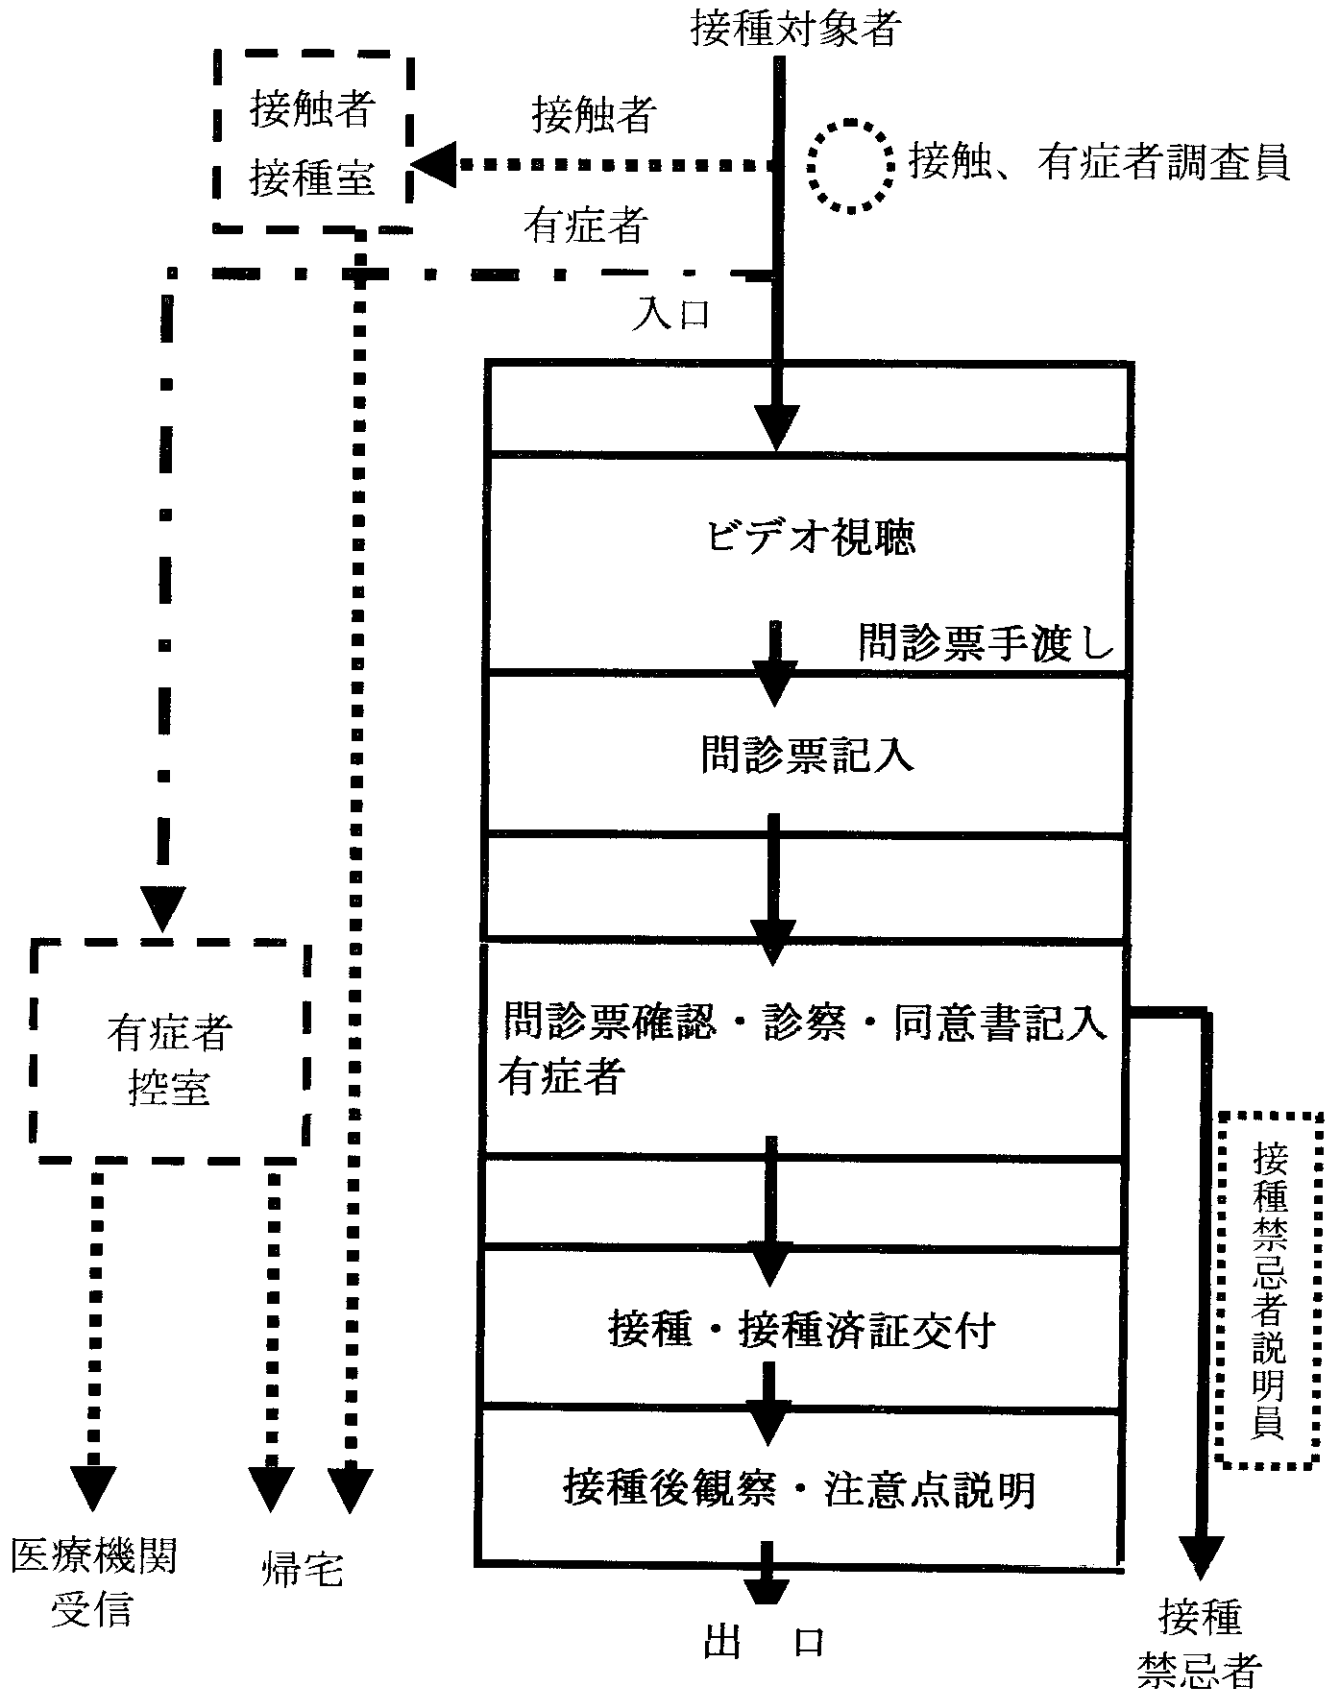 接種対象者
接触者
接種室
接触者
接触、有症者調査員
有症者
入口
ビデオ視聴
問診票手渡し
問診票記入
問診票確認・診察・同意書記入
有症者
有症者
控室
接種禁忌者説明員
接種・接種済証交付
接種後観察・注意点説明
医療機関
受信
帰宅
出 口
接種
禁忌者